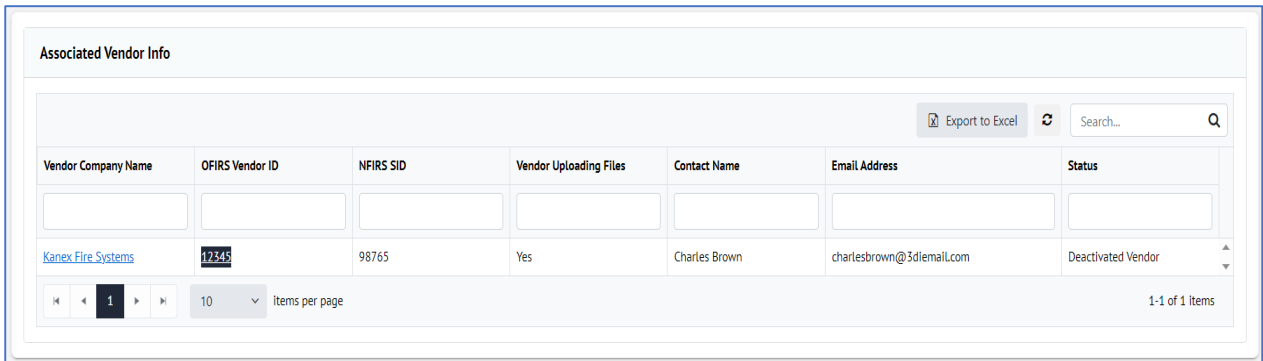 Associated Vendor Info
Export to Excel Search...
Vendor Company Name OFIRS Vendor ID NFIRS SID Vendor Uploading Files Contact Name Email Address Status
Kanex Fire Systems 12345 98765 Yes Charles Brown charlesbrown@3diemail.com Deactivated Vendor
1 10 items per page 1-1 of 1 items